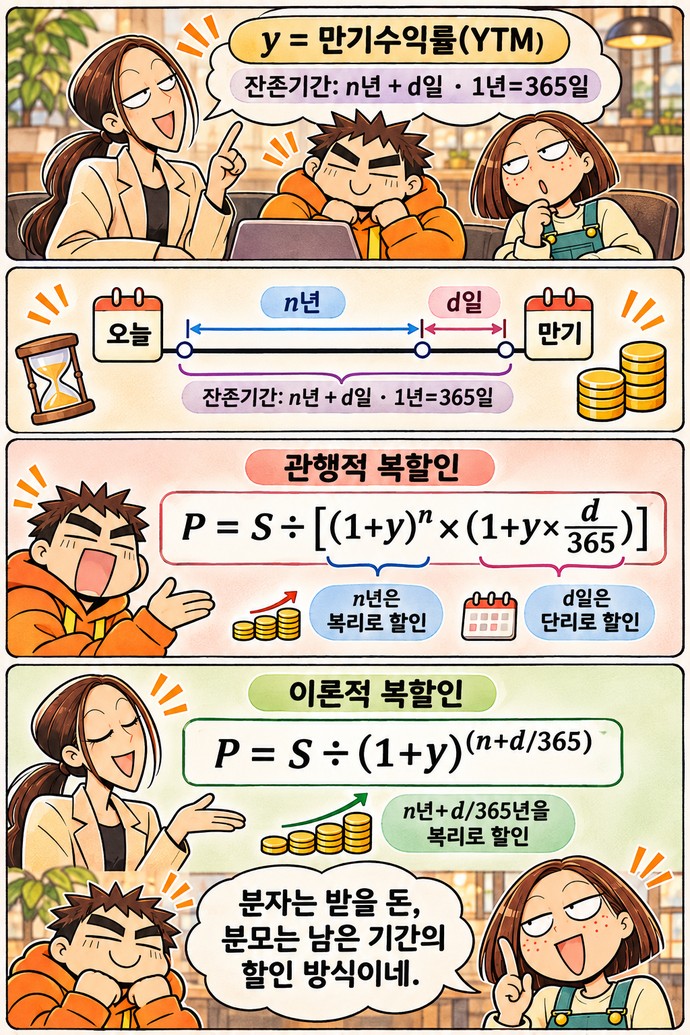 y = 만기수익률(YTM)
잔존기간: n년 + d일 · 1년=365일
n년
d일
오늘
만기
잔존기간: n년 + d일 · 1년=365일
관행적 복할인
P = S ÷ [(1+y)ⁿ × (1+y×d/365)]
n년은
복리로 할인
d일은
단리로 할인
이론적 복할인
P = S ÷ (1+y)^(n+d/365)
n년+d/365년을
복리로 할인
분자는 받을 돈,
분모는 남은 기간의
할인 방식이네.